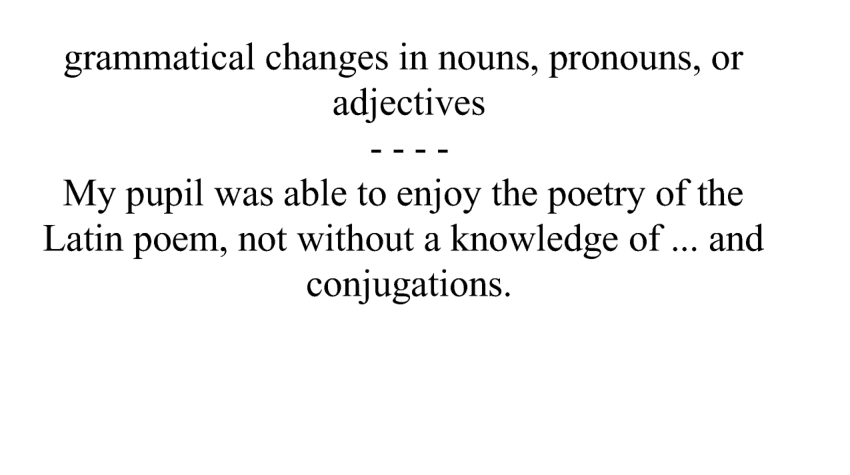 grammatical changes in nouns, pronouns, or
adjectives
- - - -
My pupil was able to enjoy the poetry of the
Latin poem, not without a knowledge of ... and
conjugations.